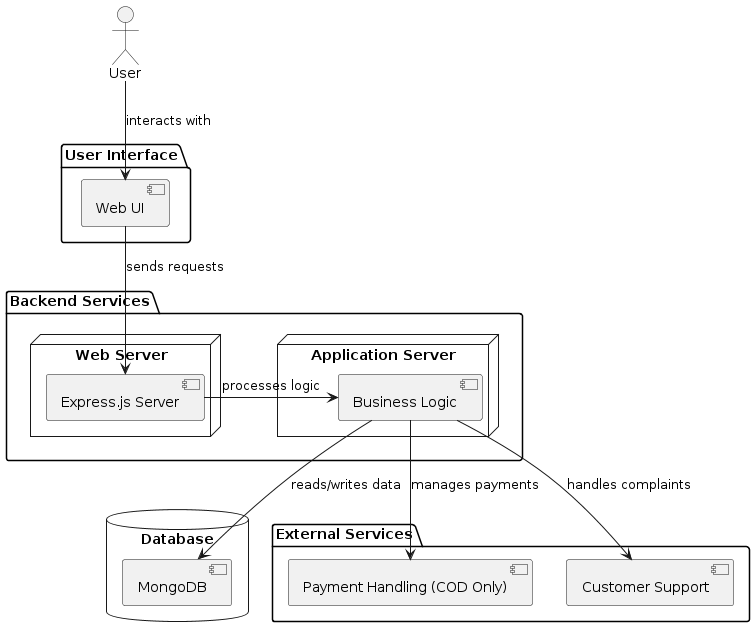 User
interacts with
User Interface
Web UI
sends requests
Backend Services
Web Server
Application Server
Express.js Server
processes logic
Business Logic
reads/writes data
manages payments
handles complaints
Database
External Services
MongoDB
Payment Handling (COD Only)
Customer Support